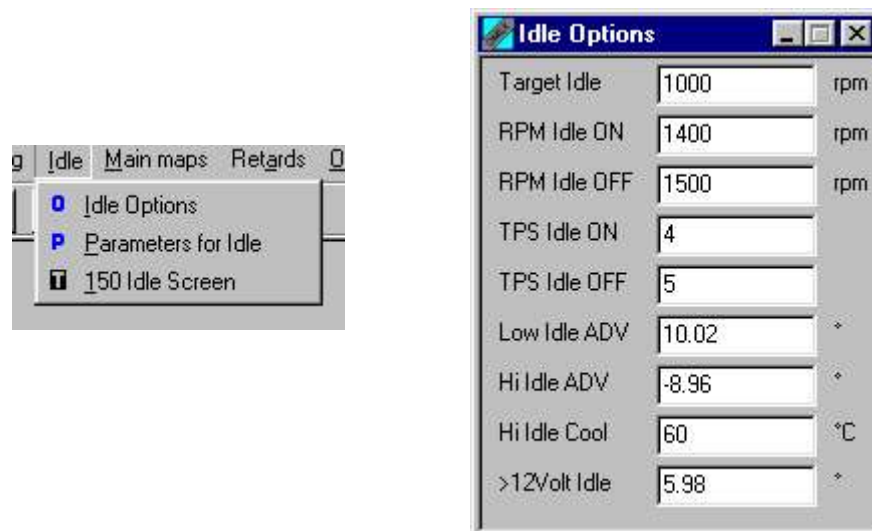 g Idle Main maps Retards O
O Idle Options
P Parameters for Idle
T 150 Idle Screen
Idle Options
Target Idle 1000 rpm
RPM Idle ON 1400 rpm
RPM Idle OFF 1500 rpm
TPS Idle ON 4
TPS Idle OFF 5
Low Idle ADV 10.02 °
Hi Idle ADV -8.96 °
Hi Idle Cool 60 °C
>12Volt Idle 5.98 °